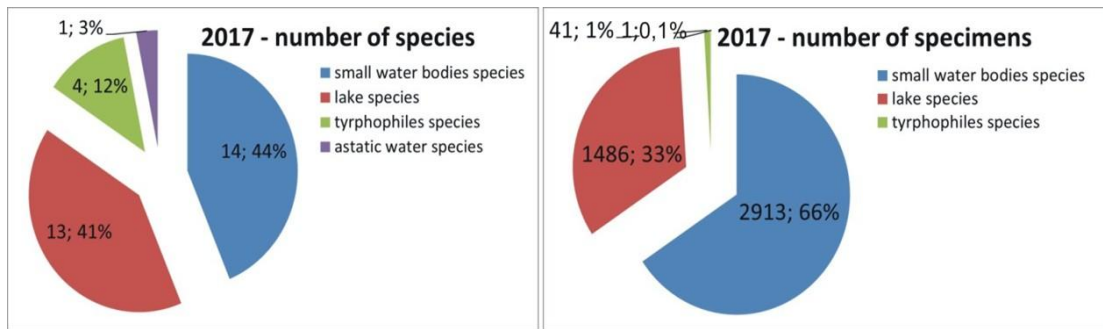 1; 3%
2017 - number of species
small water bodies species
lake species
tyrphophiles species
astatic water species
4; 12%
14; 44%
13; 41%
41; 1% 1;0,1%
2017 - number of specimens
small water bodies species
lake species
tyrphophiles species
1486; 33%
2913; 66%